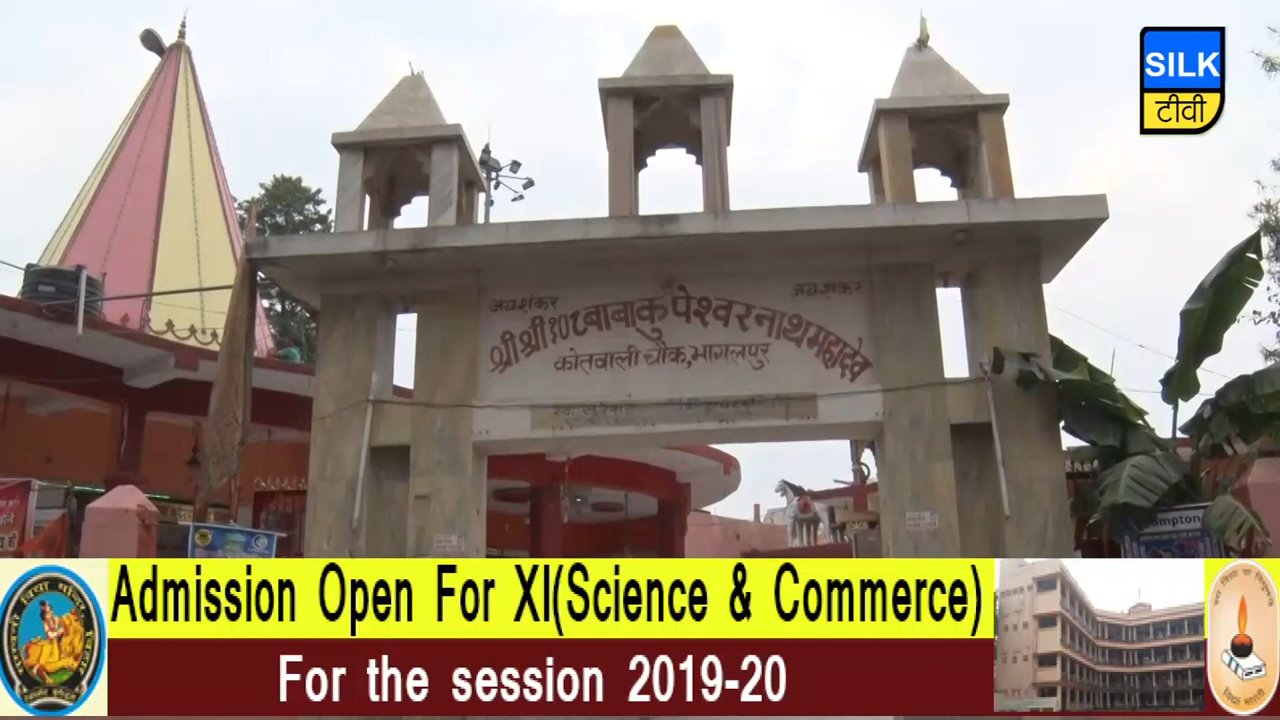 SILK
टीवी
जयशंकर
जयशंकर
श्री श्री १०८ बाबा कुपेश्वरनाथ महादेव
कोतवाली चौक, भागलपुर
Admission Open For XI(Science & Commerce)
For the session 2019-20
विद्या भारती